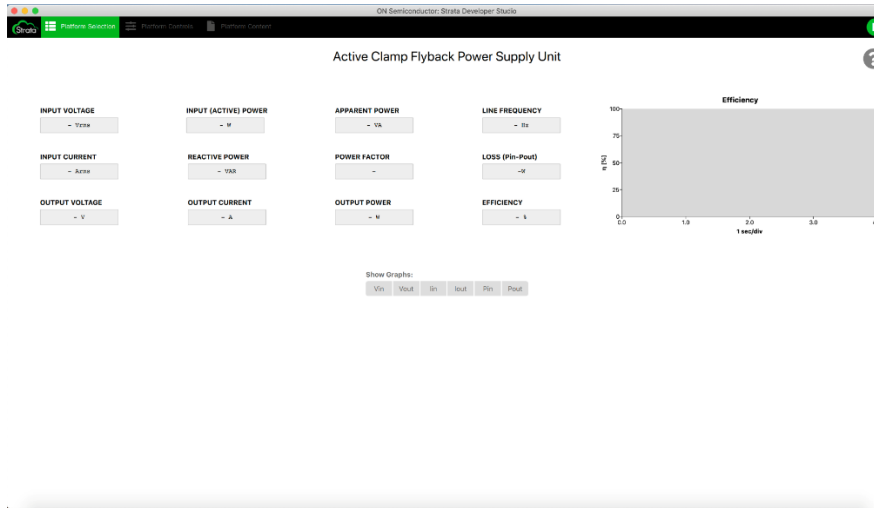 ON Semiconductor: Strata Developer Studio
Strata Platform Selection Platform Controls Platform Content
Active Clamp Flyback Power Supply Unit
?
INPUT VOLTAGE INPUT (ACTIVE) POWER APPARENT POWER LINE FREQUENCY
- Vrms - W - VA - Hz
INPUT CURRENT REACTIVE POWER POWER FACTOR LOSS (Pin-Pout)
- Arms - VAR - -W
OUTPUT VOLTAGE OUTPUT CURRENT OUTPUT POWER EFFICIENCY
- V - A - W - %
Efficiency
η [%]
100
75
50
25
0
0.0 1.0 2.0 3.0
1 sec/div
Show Graphs:
Vin Vout Iin Iout Pin Pout